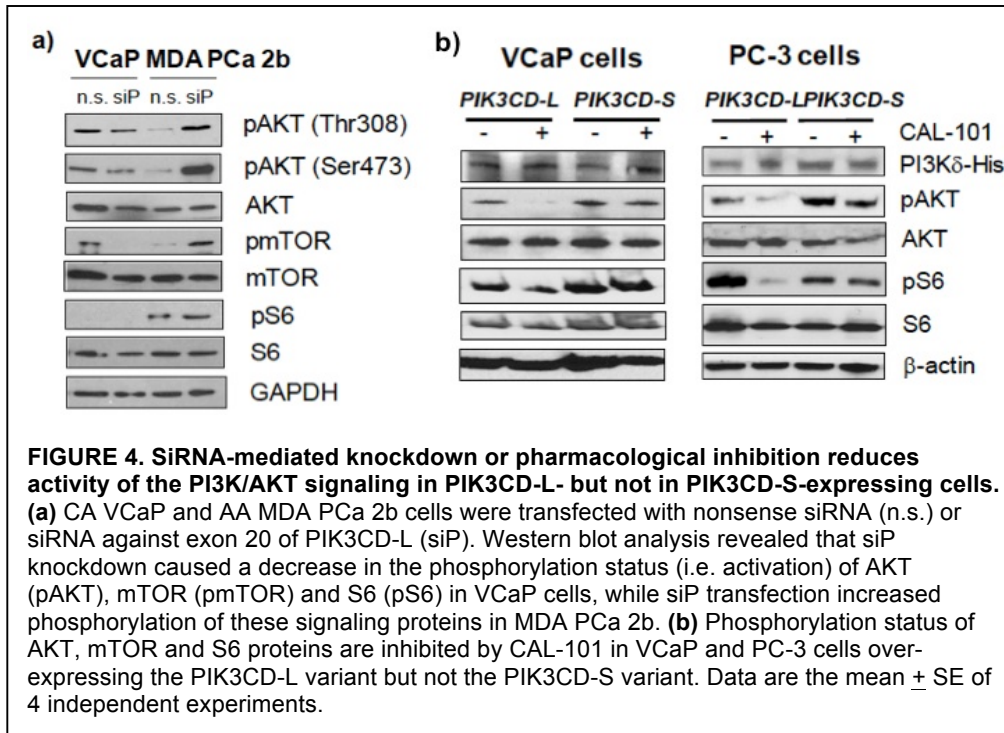 a)
VCaP MDA PCa 2b
n.s. siP n.s. siP
pAKT (Thr308)
pAKT (Ser473)
AKT
pmTOR
mTOR
pS6
S6
GAPDH
b)
VCaP cells
PC-3 cells
PIK3CD-L PIK3CD-S
PIK3CD-LPIK3CD-S
- + - +
- + - +
CAL-101
PI3Kδ-His
pAKT
AKT
pS6
S6
β-actin
FIGURE 4. SiRNA-mediated knockdown or pharmacological inhibition reduces
activity of the PI3K/AKT signaling in PIK3CD-L- but not in PIK3CD-S-expressing cells.
(a) CA VCaP and AA MDA PCa 2b cells were transfected with nonsense siRNA (n.s.) or
siRNA against exon 20 of PIK3CD-L (siP). Western blot analysis revealed that siP
knockdown caused a decrease in the phosphorylation status (i.e. activation) of AKT
(pAKT), mTOR (pmTOR) and S6 (pS6) in VCaP cells, while siP transfection increased
phosphorylation of these signaling proteins in MDA PCa 2b. (b) Phosphorylation status of
AKT, mTOR and S6 proteins are inhibited by CAL-101 in VCaP and PC-3 cells over-
expressing the PIK3CD-L variant but not the PIK3CD-S variant. Data are the mean + SE of
4 independent experiments.